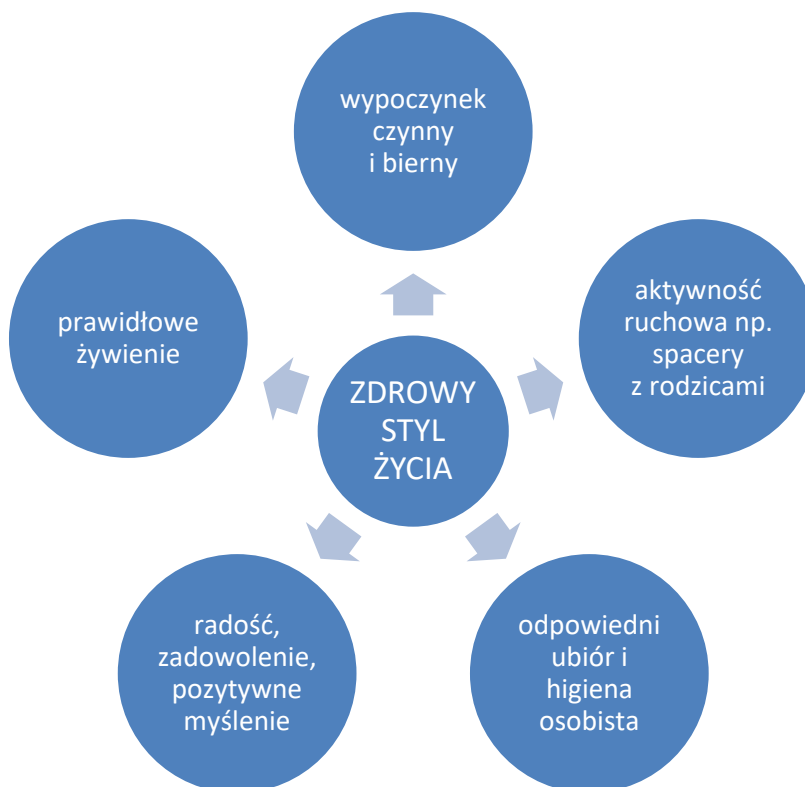 wypoczynek
czynny
i bierny
aktywność
ruchowa np.
spacery
z rodzicami
prawidłowe
żywienie
ZDROWY
STYL
ŻYCIA
radość,
zadowolenie,
pozytywne
myślenie
odpowiedni
ubiór i
higiena
osobista